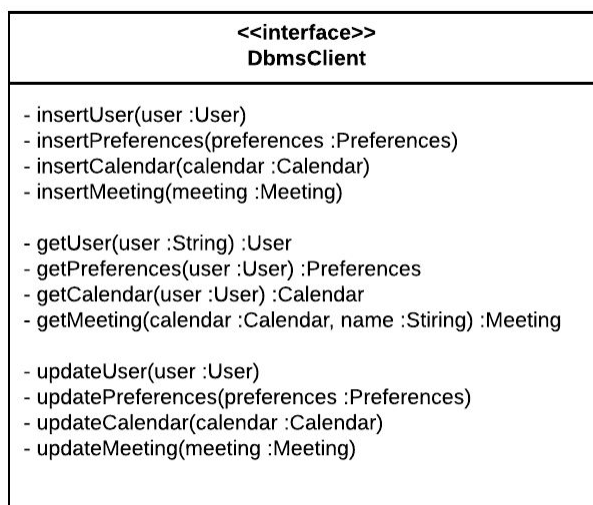 <<interface>>
DbmsClient
- insertUser(user :User)
- insertPreferences(preferences :Preferences)
- insertCalendar(calendar :Calendar)
- insertMeeting(meeting :Meeting)
- getUser(user :String) :User
- getPreferences(user :User) :Preferences
- getCalendar(user :User) :Calendar
- getMeeting(calendar :Calendar, name :Stiring) :Meeting
- updateUser(user :User)
- updatePreferences(preferences :Preferences)
- updateCalendar(calendar :Calendar)
- updateMeeting(meeting :Meeting)